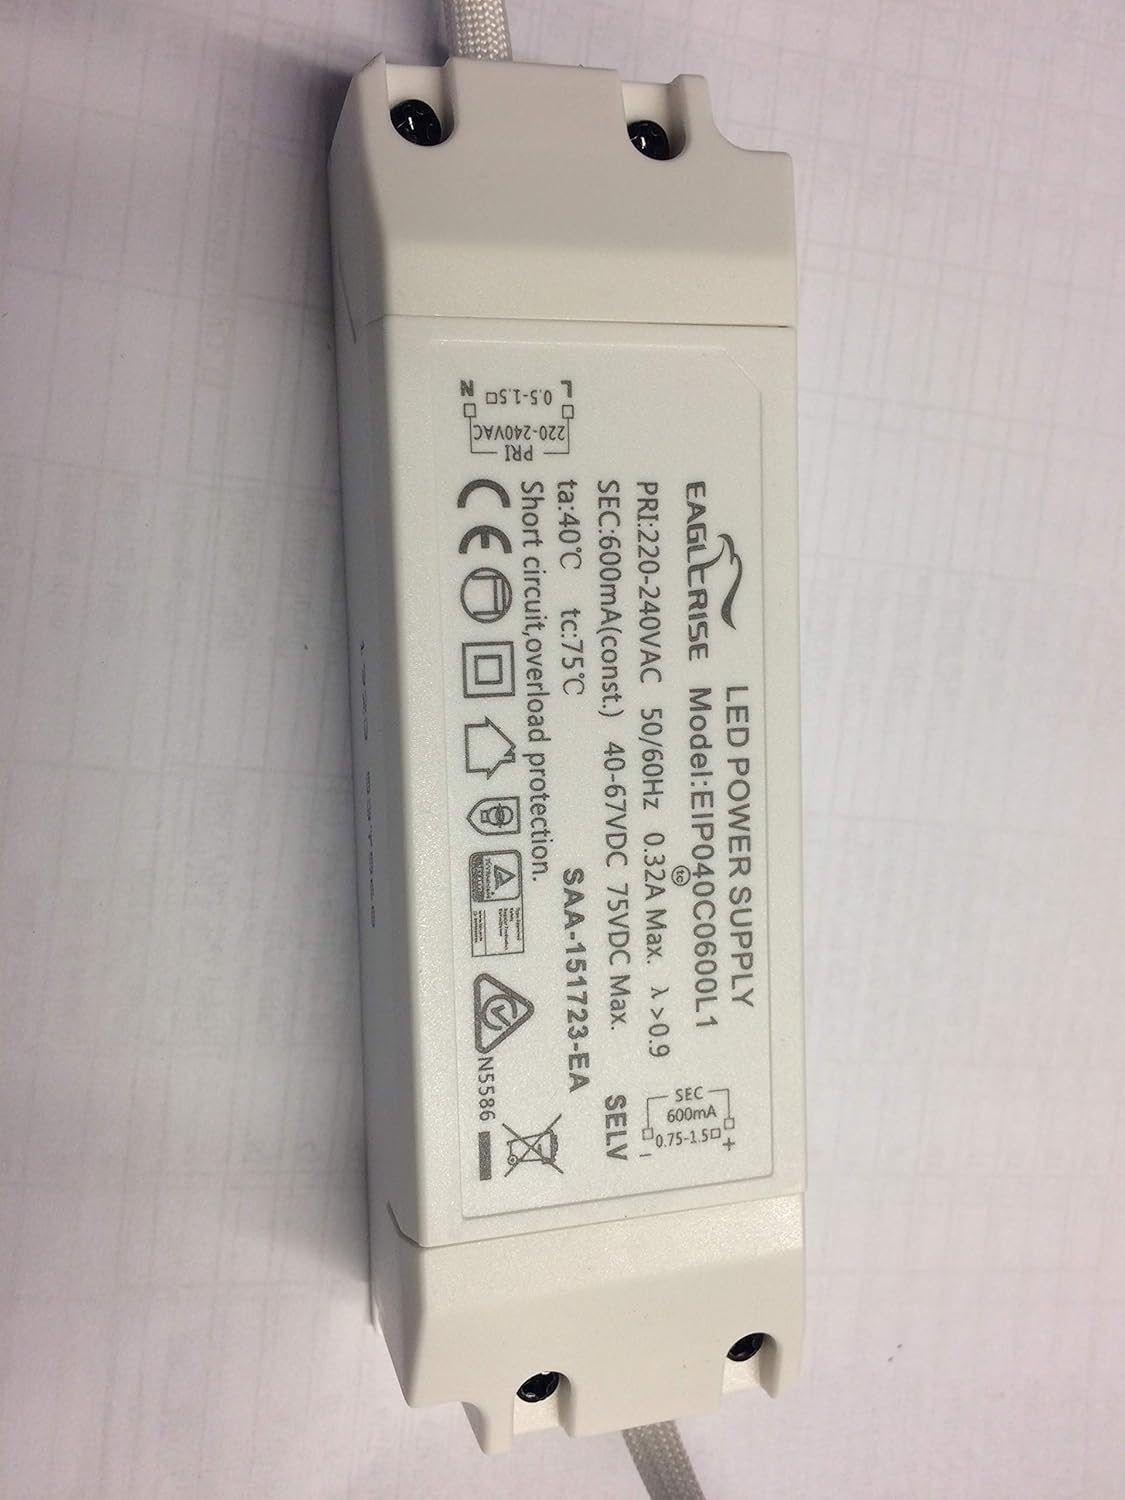 LED POWER SUPPLY
EAGLERISE Model:EIP040C0600L1
tc
PRI:220-240VAC 50/60Hz 0.32A Max. λ>0.9
SEC:600mA(const.) 40-67VDC 75VDC Max. SELV
ta:40℃ tc:75℃ SAA-151723-EA
Short circuit,overload protection.
CE
N5586
PRI
220-240VAC
0.5-1.5□
L
N
SEC
600mA
0.75-1.5□
+
-